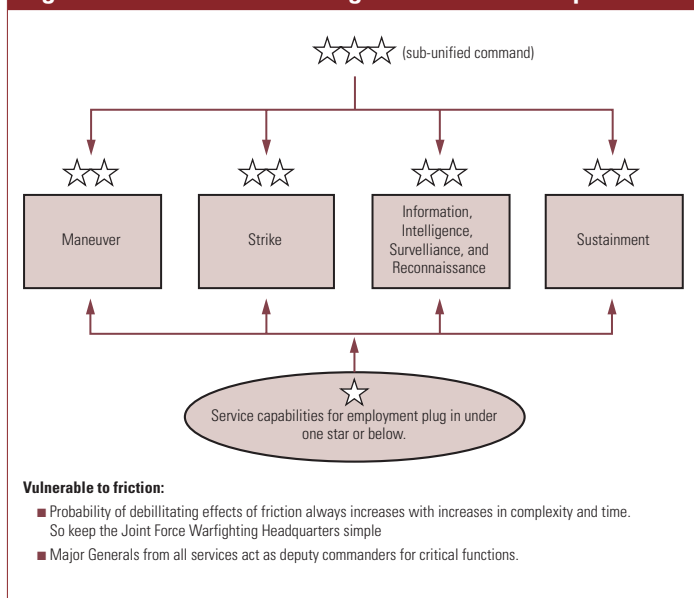 (sub-unified command)
Maneuver
Strike
Information,
Intelligence,
Survelliance, and
Reconnaissance
Sustainment
Service capabilities for employment plug in under
one star or below.
Vulnerable to friction:
■ Probability of debillitating effects of friction always increases with increases in complexity and time.
So keep the Joint Force Warfighting Headquarters simple
■ Major Generals from all services act as deputy commanders for critical functions.